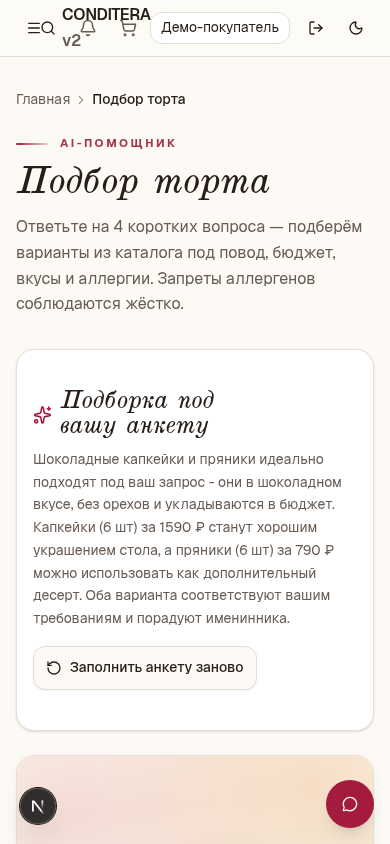 CONDITERA
v2
Демо-покупатель
Главная > Подбор торта
AI-ПОМОЩНИК
Подбор торта
Ответьте на 4 коротких вопроса — подберём
варианты из каталога под повод, бюджет,
вкусы и аллергии. Запреты аллергенов
соблюдаются жёстко.
Подборка под
вашу анкету
Шоколадные капкейки и пряники идеально
подходят под ваш запрос - они в шоколадном
вкусе, без орехов и укладываются в бюджет.
Капкейки (6 шт) за 1590 ₽ станут хорошим
украшением стола, а пряники (6 шт) за 790 ₽
можно использовать как дополнительный
десерт. Оба варианта соответствуют вашим
требованиям и порадуют именинника.
Заполнить анкету заново
N